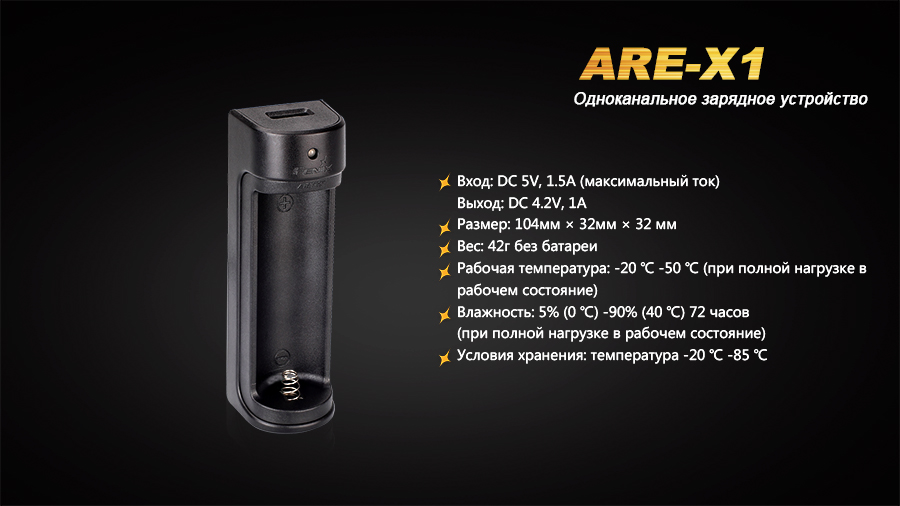 ARE-X1
Одноканальное зарядное устройство
Вход: DC 5V, 1.5A (максимальный ток)
Выход: DC 4.2V, 1A
Размер: 104мм × 32мм × 32 мм
Вес: 42г без батареи
Рабочая температура: -20 ℃ -50 ℃ (при полной нагрузке в
рабочем состояние)
Влажность: 5% (0 ℃) -90% (40 ℃) 72 часов
(при полной нагрузке в рабочем состояние)
Условия хранения: температура -20 ℃ -85 ℃